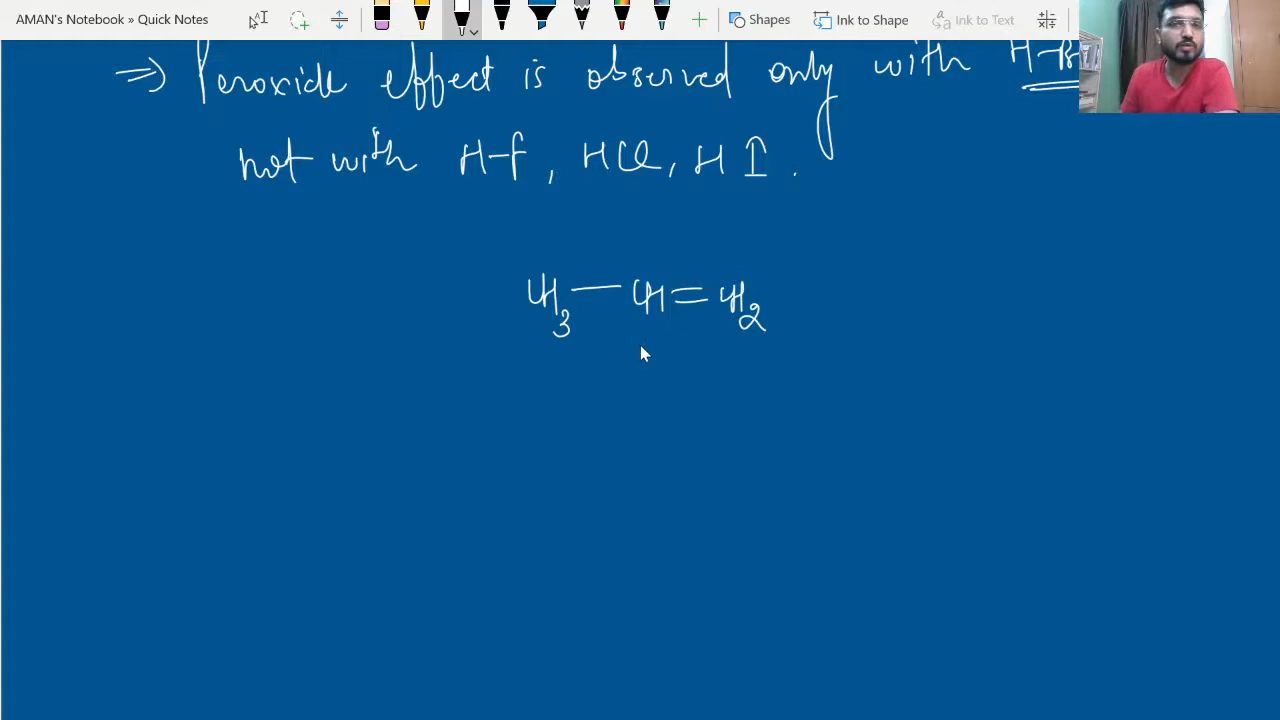 AMAN's Notebook » Quick Notes Shapes Ink to Shape Ink to Text
⇒ Peroxide effect is observed only with H-B
not with H-F, HCl, HI.
CH3—CH=CH2